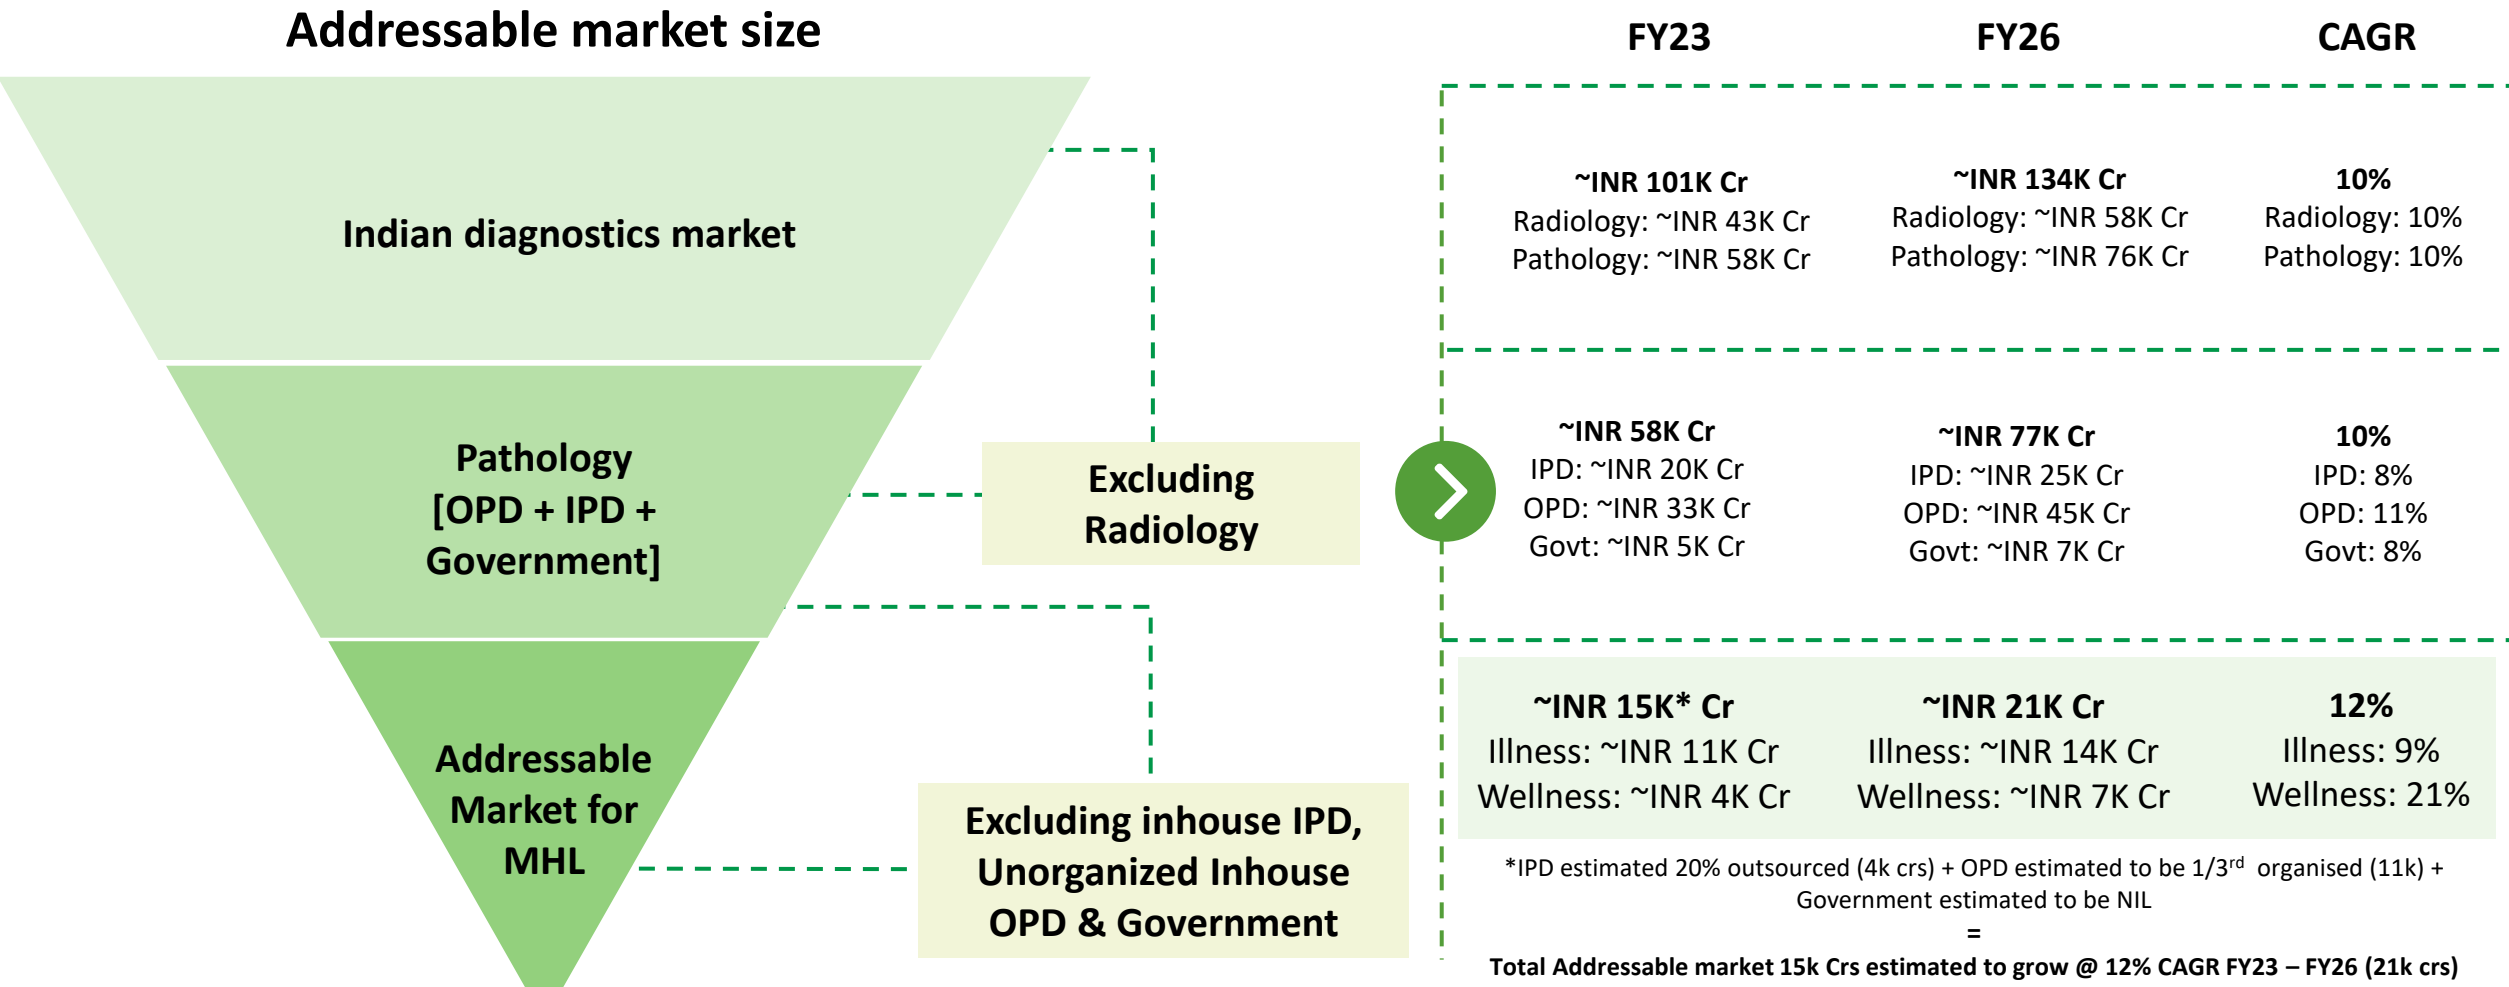 Addressable market size
FY23
FY26
CAGR
Indian diagnostics market
~INR 101K Cr
Radiology: ~INR 43K Cr
Pathology: ~INR 58K Cr
~INR 134K Cr
Radiology: ~INR 58K Cr
Pathology: ~INR 76K Cr
10%
Radiology: 10%
Pathology: 10%
Pathology
[OPD + IPD +
Government]
Excluding
Radiology
~INR 58K Cr
IPD: ~INR 20K Cr
OPD: ~INR 33K Cr
Govt: ~INR 5K Cr
~INR 77K Cr
IPD: ~INR 25K Cr
OPD: ~INR 45K Cr
Govt: ~INR 7K Cr
10%
IPD: 8%
OPD: 11%
Govt: 8%
Addressable
Market for
MHL
Excluding inhouse IPD,
Unorganized Inhouse
OPD & Government
~INR 15K* Cr
Illness: ~INR 11K Cr
Wellness: ~INR 4K Cr
~INR 21K Cr
Illness: ~INR 14K Cr
Wellness: ~INR 7K Cr
12%
Illness: 9%
Wellness: 21%
*IPD estimated 20% outsourced (4k crs) + OPD estimated to be 1/3rd organised (11k) +
Government estimated to be NIL
=
Total Addressable market 15k Crs estimated to grow @ 12% CAGR FY23 – FY26 (21k crs)